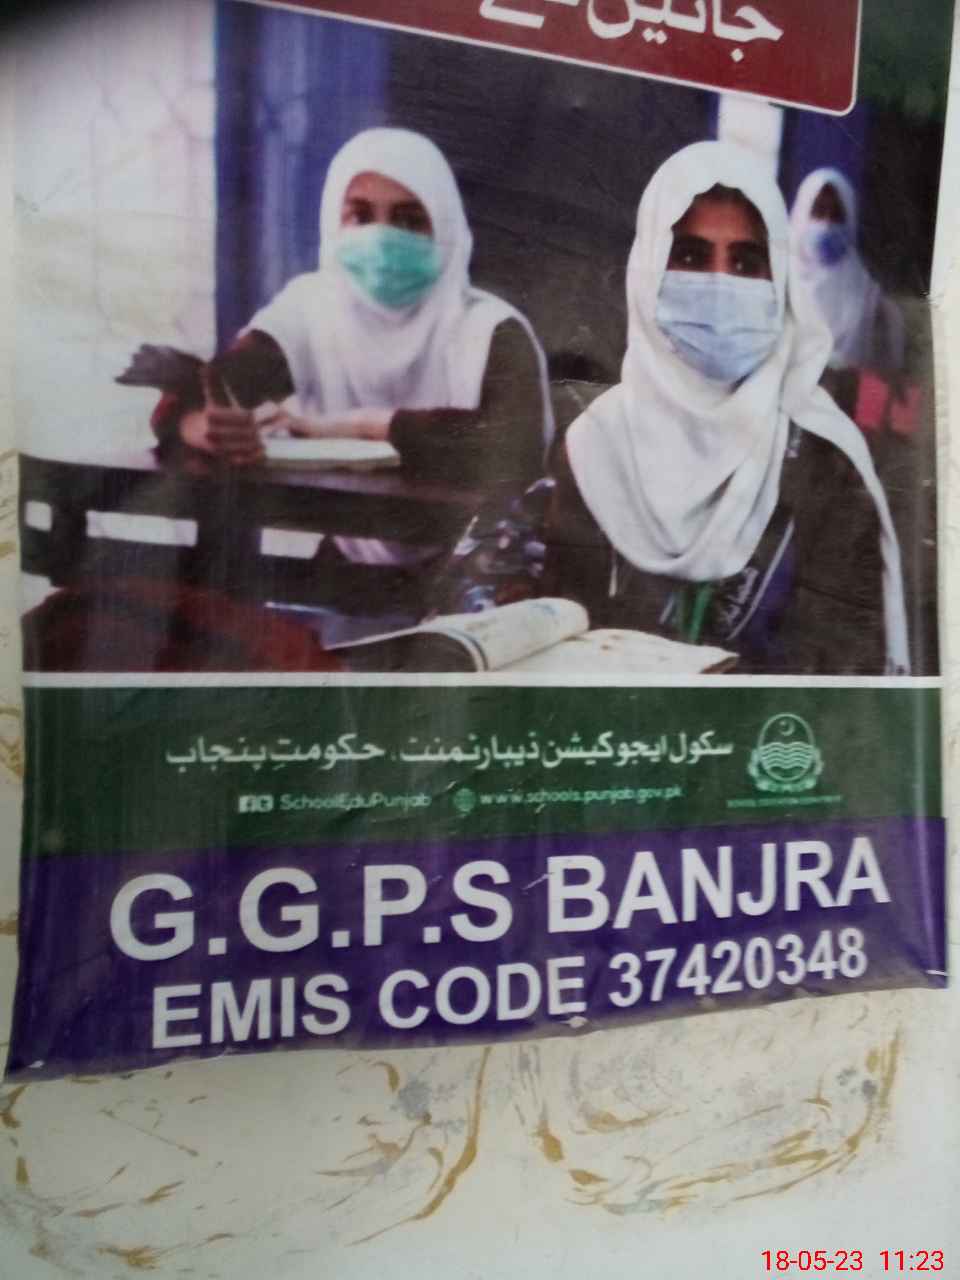 جائیں گے
سکول ایجوکیشن ڈیپارٹمنٹ، حکومتِ پنجاب
SchoolEduPunjab www.schools.punjab.gov.pk
G.G.P.S BANJRA
EMIS CODE 37420348
18-05-23 11:23